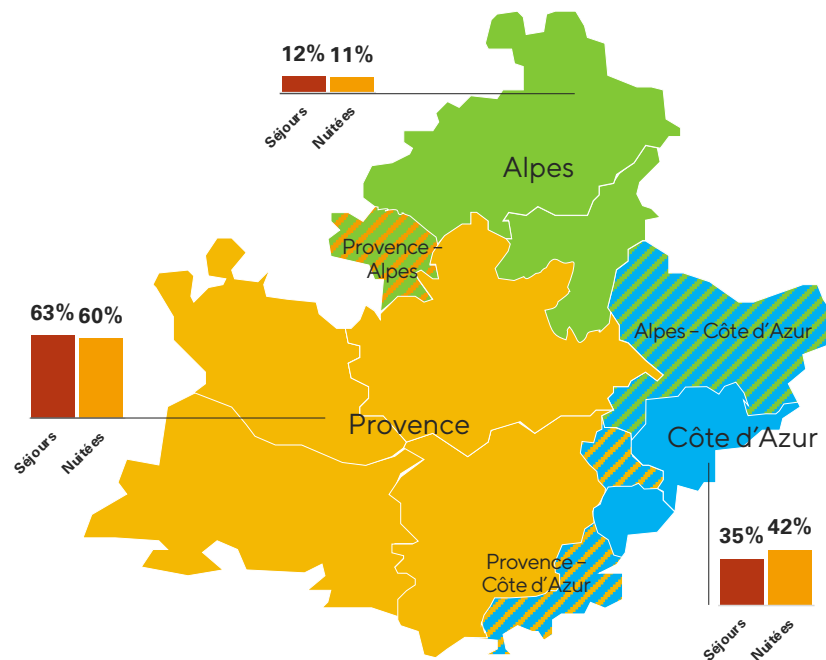 12% 11%
Séjours
Nuitées
Alpes
Provence –
Alpes
63% 60%
Séjours
Nuitées
Alpes – Côte d'Azur
Provence
Côte d'Azur
35% 42%
Séjours
Nuitées
Provence –
Côte d'Azur